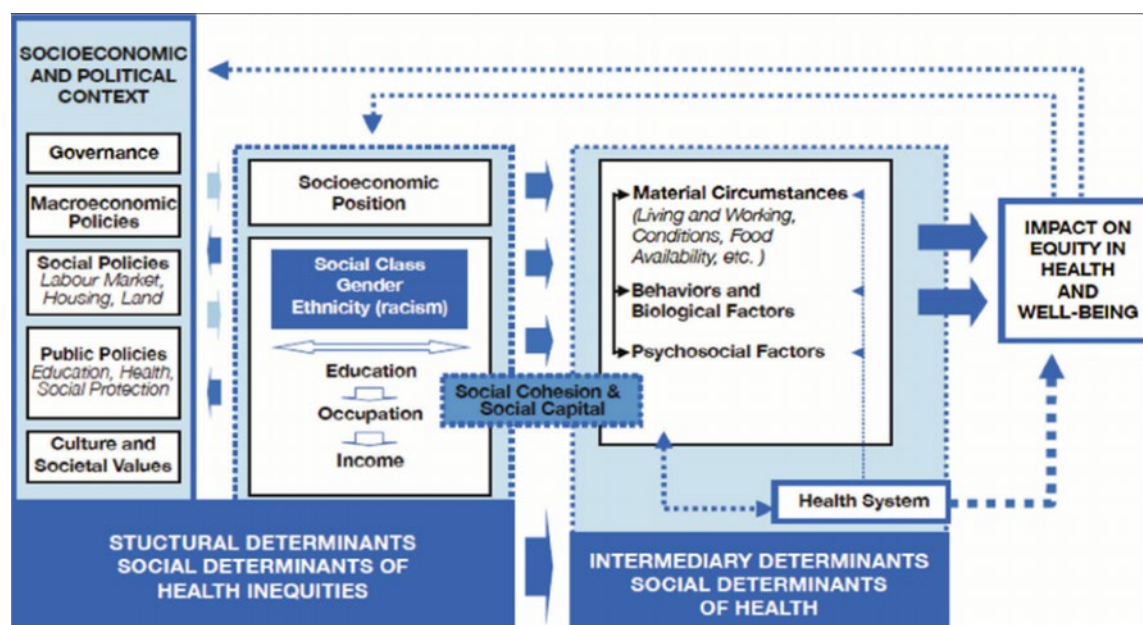 SOCIOECONOMIC
AND POLITICAL
CONTEXT
Governance
Macroeconomic
Policies
Social Policies
Labour Market,
Housing, Land
Public Policies
Education, Health,
Social Protection
Culture and
Societal Values
Socioeconomic
Position
Social Class
Gender
Ethnicity (racism)
Education
Occupation
Income
Social Cohesion &
Social Capital
STUCTURAL DETERMINANTS
SOCIAL DETERMINANTS OF
HEALTH INEQUITIES
Material Circumstances
(Living and Working,
Conditions, Food
Availability, etc. )
Behaviors and
Biological Factors
Psychosocial Factors
Health System
INTERMEDIARY DETERMINANTS
SOCIAL DETERMINANTS
OF HEALTH
IMPACT ON
EQUITY IN
HEALTH
AND
WELL-BEING